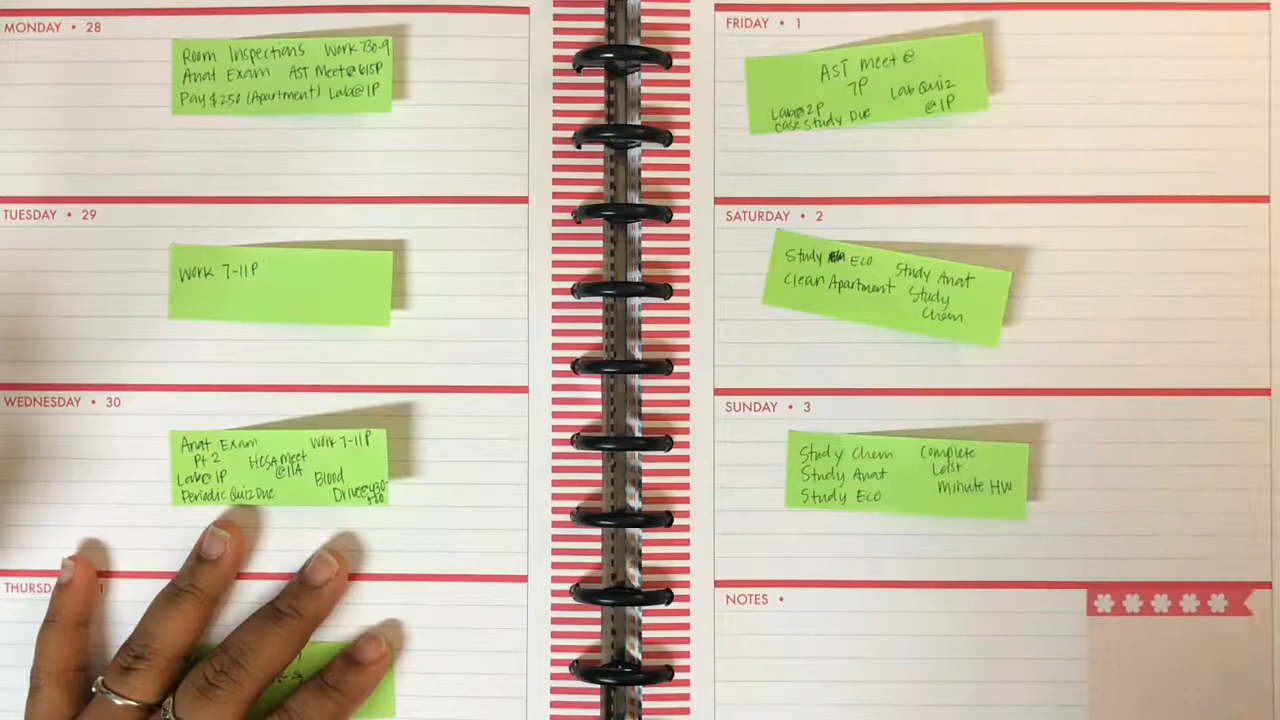 MONDAY • 28
Room Inspections Work 730-9
Anat Exam AST Meet@ 615P
Pay $250 (Apartment) Lab@1P
TUESDAY • 29
Work 7-11P
WEDNESDAY • 30
Anat Exam Work 7-11P
Pt 2 HCSA Meet
@11A
Lab@1P Blood
Periodic Quiz Due Drive@
THURSD 1
FRIDAY • 1
AST meet@
7P
Lab Quiz
@1P
Lab@2P
Case Study Due
SATURDAY • 2
Study ECO Study Anat
Clean Apartment Study
Chem
SUNDAY • 3
Study Chem Complete
Study Anat Last
Study ECO minute HW
NOTES •